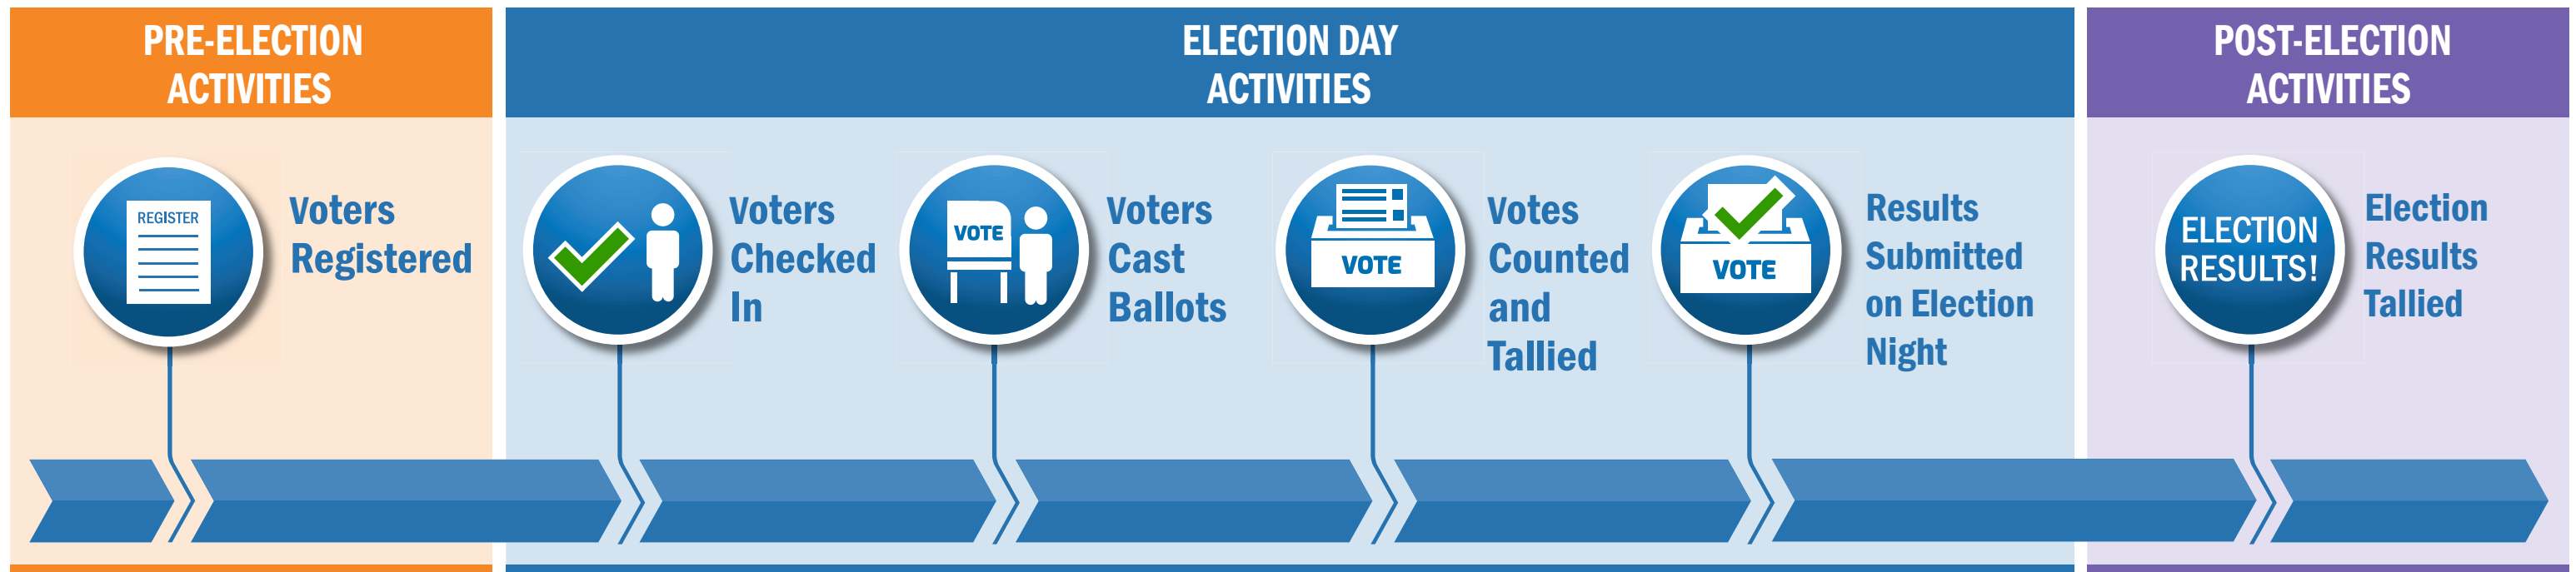 PRE-ELECTION
ACTIVITIES
ELECTION DAY
ACTIVITIES
POST-ELECTION
ACTIVITIES
REGISTER
Voters
Registered
Voters
Checked
In
VOTE
Voters
Cast
Ballots
VOTE
Votes
Counted
and
Tallied
VOTE
Results
Submitted
on Election
Night
ELECTION
RESULTS!
Election
Results
Tallied